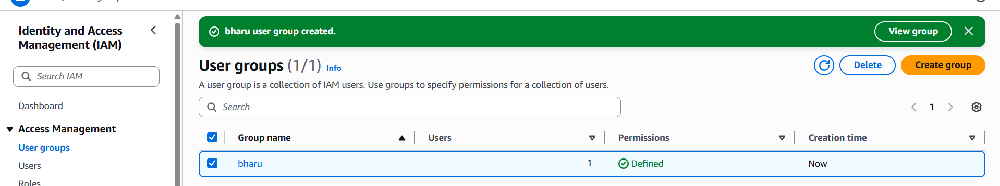 Identity and Access
Management (IAM)
Search IAM
Dashboard
Access Management
User groups
Users
Roles
bharu user group created.
View group
User groups (1/1) Info
Delete
Create group
A user group is a collection of IAM users. Use groups to specify permissions for a collection of users.
Search
1
Group name Users Permissions Creation time
bharu 1 Defined Now